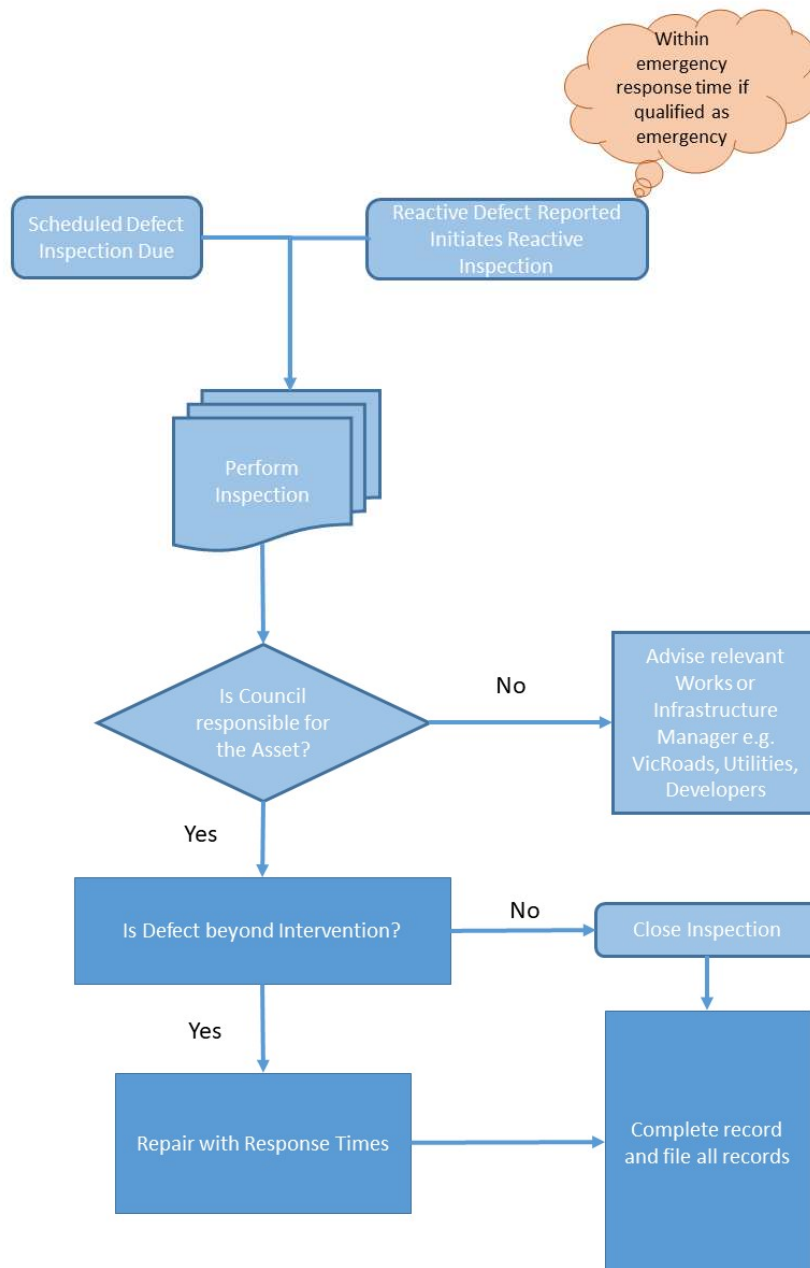 Within
emergency
response time if
qualified as
emergency
Scheduled Defect
Inspection Due
Reactive Defect Reported
Initiates Reactive
Inspection
Perform
Inspection
Is Council
responsible for
the Asset?
No
Advise relevant
Works or
Infrastructure
Manager e.g.
VicRoads, Utilities,
Developers
Yes
Is Defect beyond Intervention?
No
Close Inspection
Yes
Repair with Response Times
Complete record
and file all records